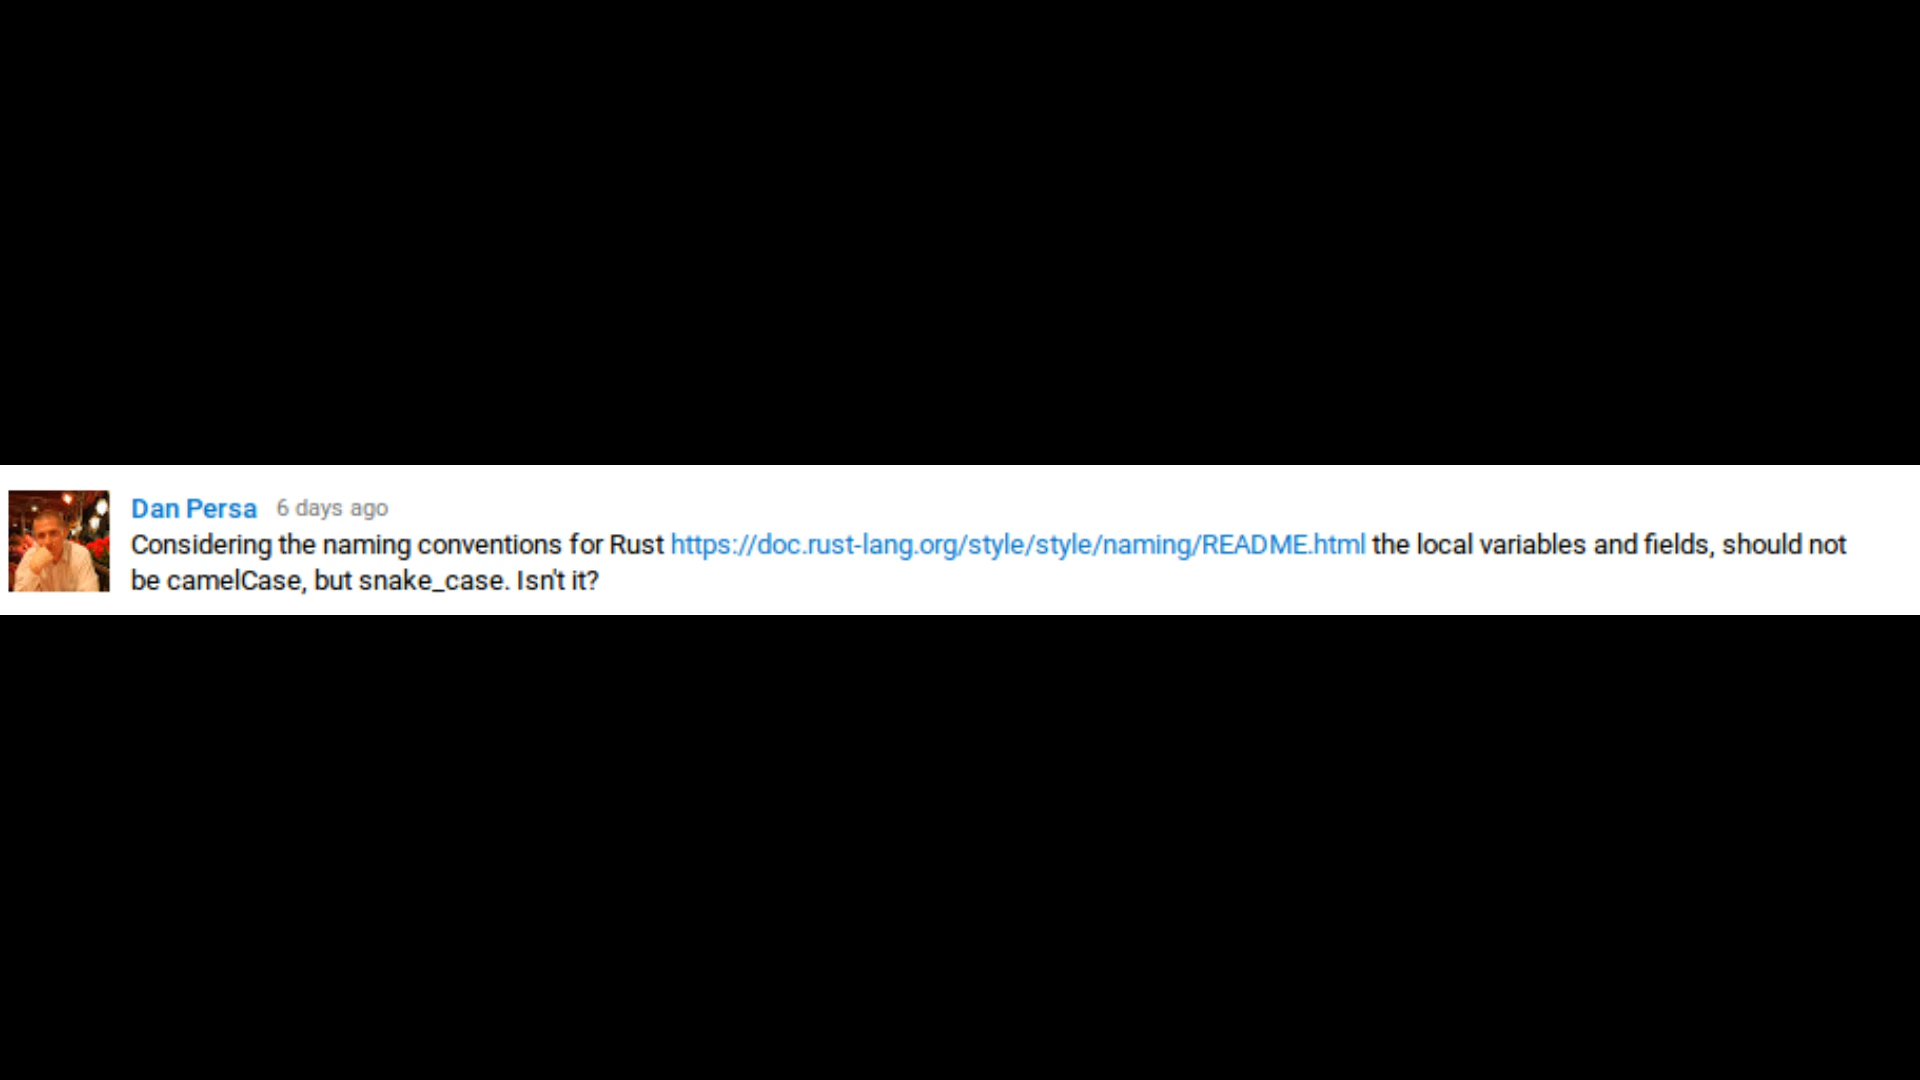 Dan Persa 6 days ago
Considering the naming conventions for Rust https://doc.rust-lang.org/style/style/naming/README.html the local variables and fields, should not
be camelCase, but snake_case. Isn't it?